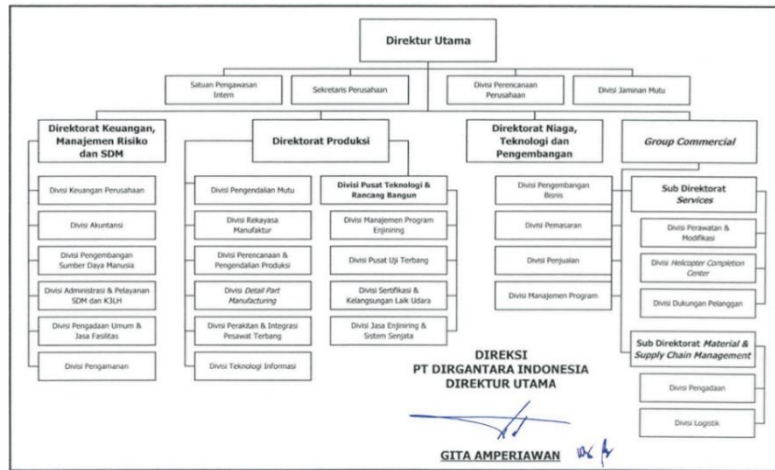 Direktur Utama
Satuan Pengawasan
Intern
Sekretaris Perusahaan
Divisi Perencanaan
Perusahaan
Divisi Jaminan Mutu
Direktorat Keuangan,
Manajemen Risiko
dan SDM
Direktorat Produksi
Direktorat Niaga,
Teknologi dan
Pengembangan
Group Commercial
Divisi Keuangan Perusahaan
Divisi Akuntansi
Divisi Pengembangan
Sumber Daya Manusia
Divisi Administrasi & Pelayanan
SDM dan K3LH
Divisi Pengadaan Umum &
Jasa Fasilitas
Divisi Pengamanan
Divisi Pengendalian Mutu
Divisi Rekayasa
Manufaktur
Divisi Perencanaan &
Pengendalian Produksi
Divisi Detail Part
Manufacturing
Divisi Perakitan & Integrasi
Pesawat Terbang
Divisi Teknologi Informasi
Divisi Pusat Teknologi &
Rancang Bangun
Divisi Manajemen Program
Enjiniring
Divisi Pusat Uji Terbang
Divisi Sertifikasi &
Kelangsungan Laik Udara
Divisi Jasa Enjiniring &
Sistem Senjata
Divisi Pengembangan
Bisnis
Divisi Pemasaran
Divisi Penjualan
Divisi Manajemen Program
Sub Direktorat
Services
Divisi Perawatan &
Modifikasi
Divisi Helicopter Completion
Center
Divisi Dukungan Pelanggan
Sub Direktorat Material &
Supply Chain Management
Divisi Pengadaan
Divisi Logistik
DIREKSI
PT DIRGANTARA INDONESIA
DIREKTUR UTAMA
GITA AMPERIAWAN